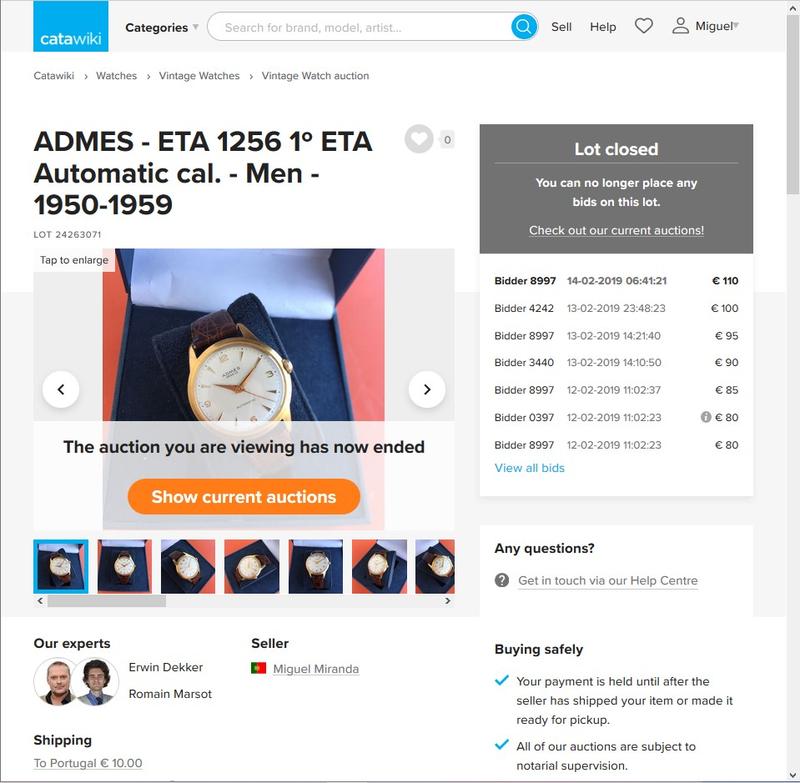 catawiki
Categories
Search for brand, model, artist...
Sell
Help
Miguel
Catawiki › Watches › Vintage Watches › Vintage Watch auction
ADMES - ETA 1256 1º ETA
Automatic cal. - Men -
1950-1959
0
LOT 24263071
Tap to enlarge
ADMES
The auction you are viewing has now ended
Show current auctions
Lot closed
You can no longer place any
bids on this lot.
Check out our current auctions!
Bidder 8997 14-02-2019 06:41:21 € 110
Bidder 4242 13-02-2019 23:48:23 € 100
Bidder 8997 13-02-2019 14:21:40 € 95
Bidder 3440 13-02-2019 14:10:50 € 90
Bidder 8997 12-02-2019 11:02:37 € 85
Bidder 0397 12-02-2019 11:02:23 € 80
Bidder 8997 12-02-2019 11:02:23 € 80
View all bids
Any questions?
Get in touch via our Help Centre
Our experts
Erwin Dekker
Romain Marsot
Seller
Miguel Miranda
Shipping
To Portugal € 10.00
Buying safely
Your payment is held until after the
seller has shipped your item or made it
ready for pickup.
All of our auctions are subject to
notarial supervision.